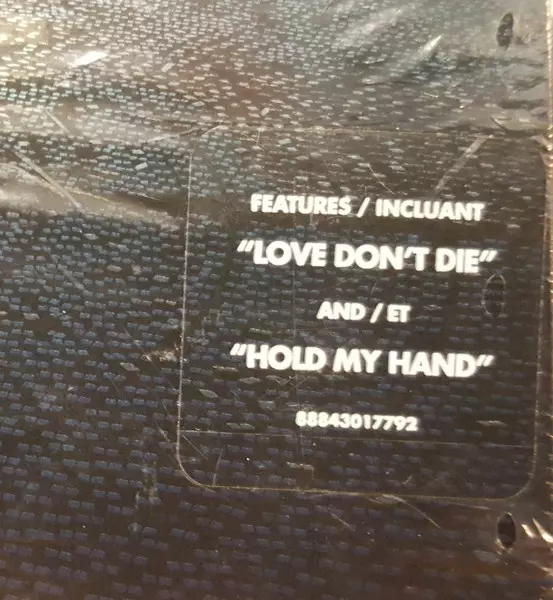 FEATURES / INCLUANT
"LOVE DON'T DIE"
AND / ET
"HOLD MY HAND"
88843017792